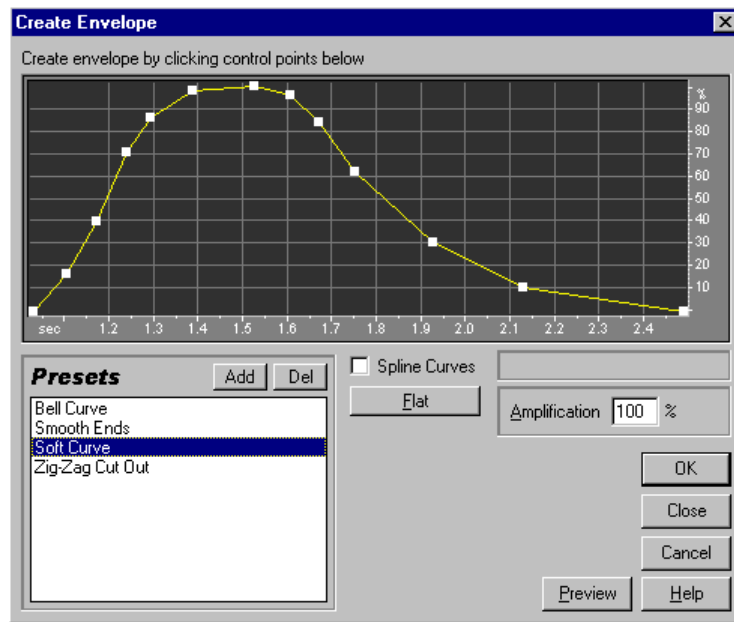 Create Envelope
Create envelope by clicking control points below
%
90
80
70
60
50
40
30
20
10
sec 1.2 1.3 1.4 1.5 1.6 1.7 1.8 1.9 2.0 2.1 2.2 2.3 2.4
Presets Add Del
Bell Curve
Smooth Ends
Soft Curve
Zig-Zag Cut Out
Spline Curves
Flat
Amplification 100 %
OK
Close
Cancel
Preview Help